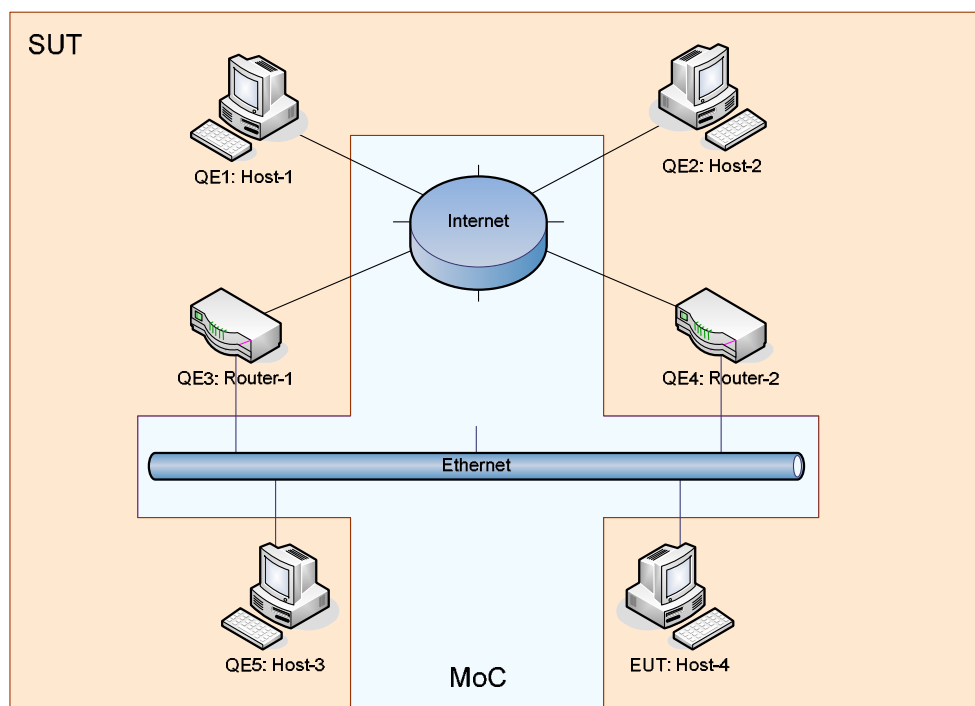 SUT
QE1: Host-1
QE2: Host-2
Internet
QE3: Router-1
QE4: Router-2
Ethernet
QE5: Host-3
EUT: Host-4
MoC